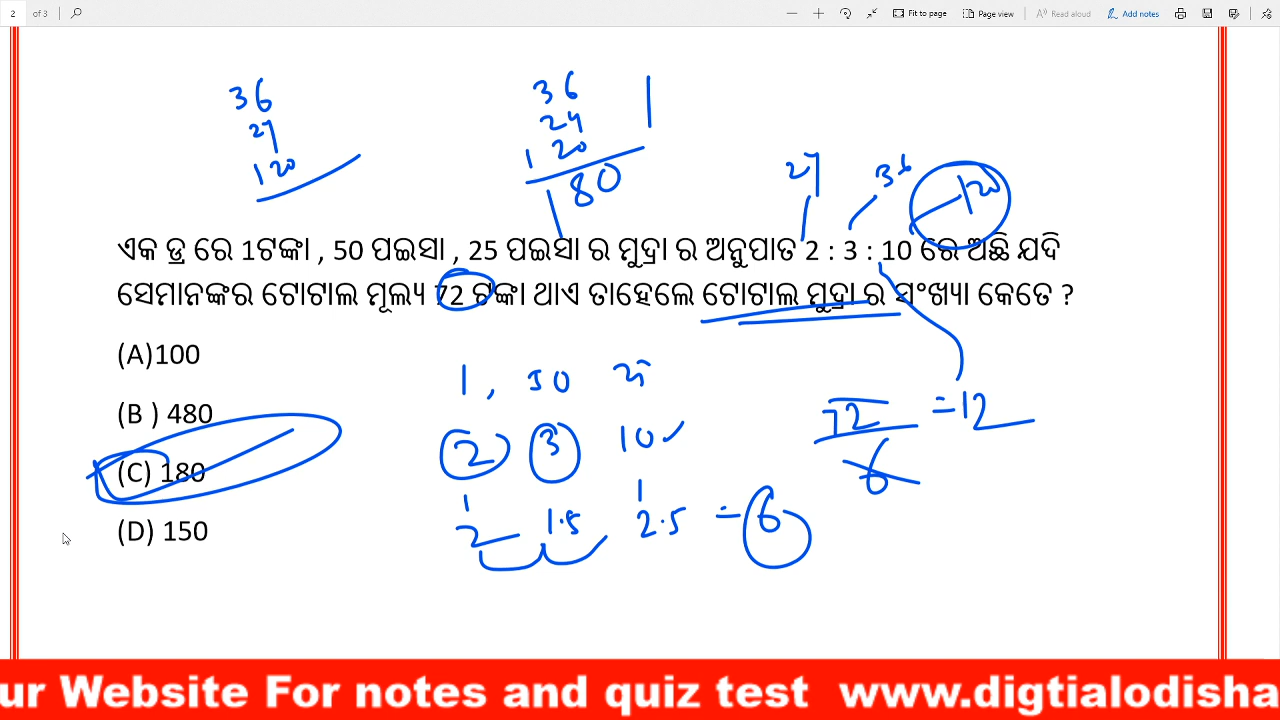 2 of 3 Fit to page Page view Read aloud Add notes
36 36
24 24
120 120
180
24 36 120
ଏକ ଡ୍ର ରେ 1ଟଙ୍କା , 50 ପଇସା , 25 ପଇସା ର ମୁଦ୍ରା ର ଅନୁପାତ 2 : 3 : 10 ରେ ଅଛି ଯଦି
ସେମାନଙ୍କର ଟୋଟାଲ ମୂଲ୍ୟ 72 ଟଙ୍କା ଥାଏ ତାହେଲେ ଟୋଟାଲ ମୁଦ୍ରା ର ସଂଖ୍ୟା କେତେ ?
(A)100
1 , 50
(B ) 480
72 = 12
6
2 3 10
(C) 180
2 1.5 2.5 = 6
(D) 150
ur Website For notes and quiz test www.digtialodisha